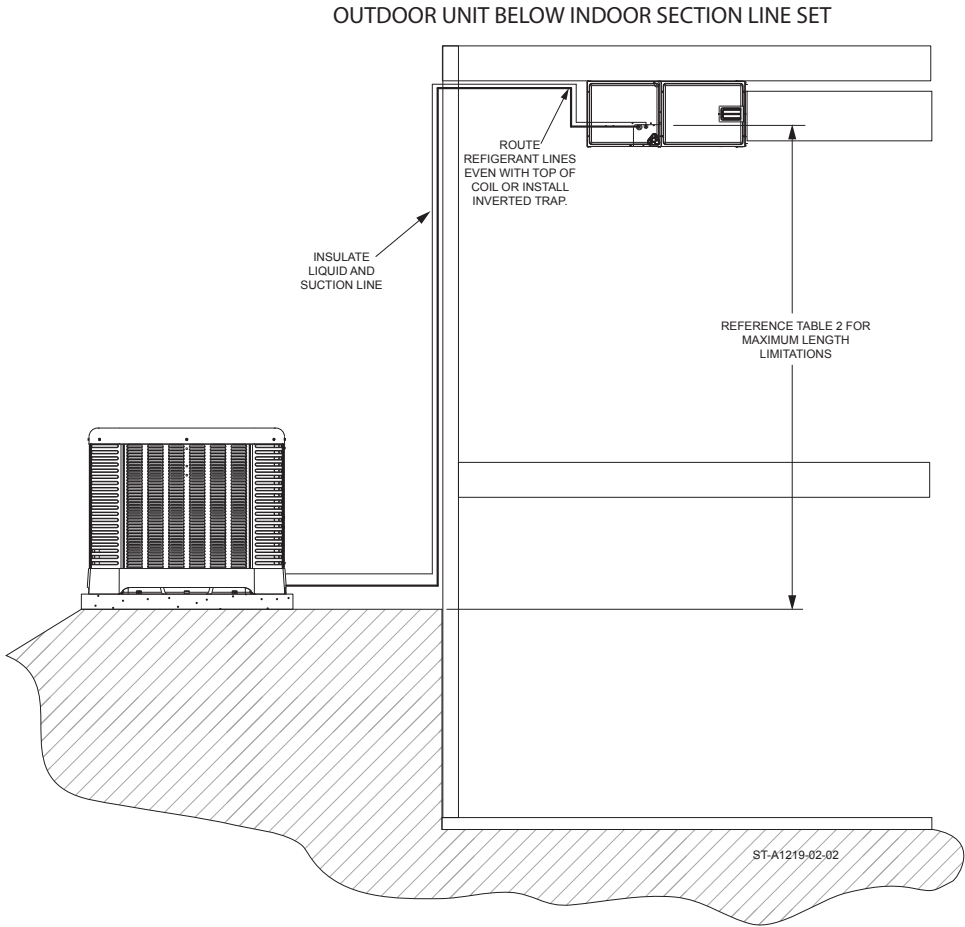 OUTDOOR UNIT BELOW INDOOR SECTION LINE SET
ROUTE
REFIGERANT LINES
EVEN WITH TOP OF
COIL OR INSTALL
INVERTED TRAP.
INSULATE
LIQUID AND
SUCTION LINE
REFERENCE TABLE 2 FOR
MAXIMUM LENGTH
LIMITATIONS
ST-A1219-02-02